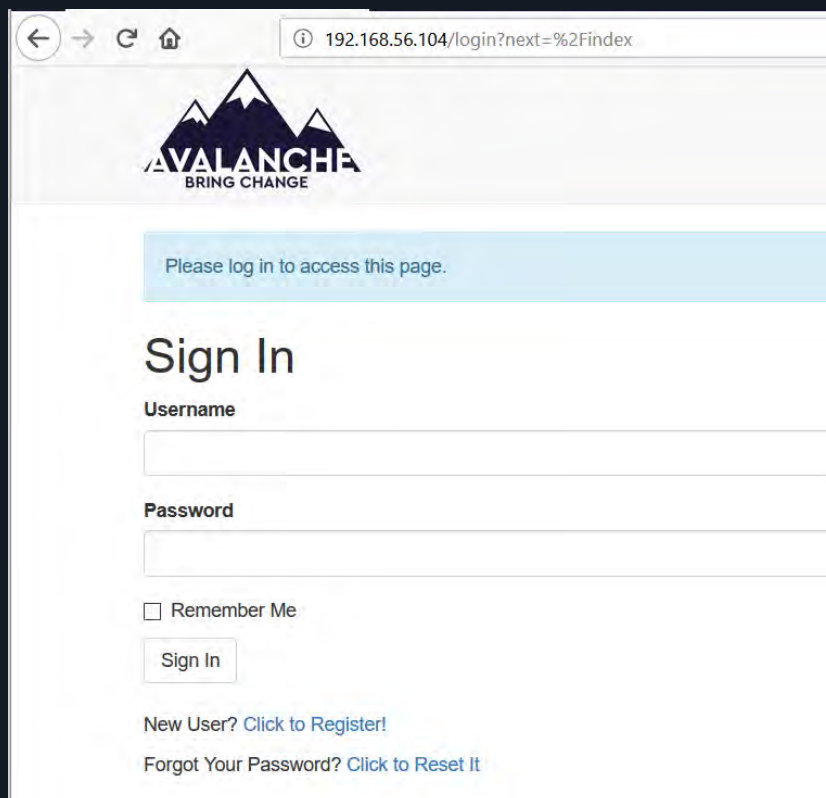 192.168.56.104/login?next=%2Findex
AVALANCHE
BRING CHANGE
Please log in to access this page.
Sign In
Username
Password
Remember Me
Sign In
New User? Click to Register!
Forgot Your Password? Click to Reset It